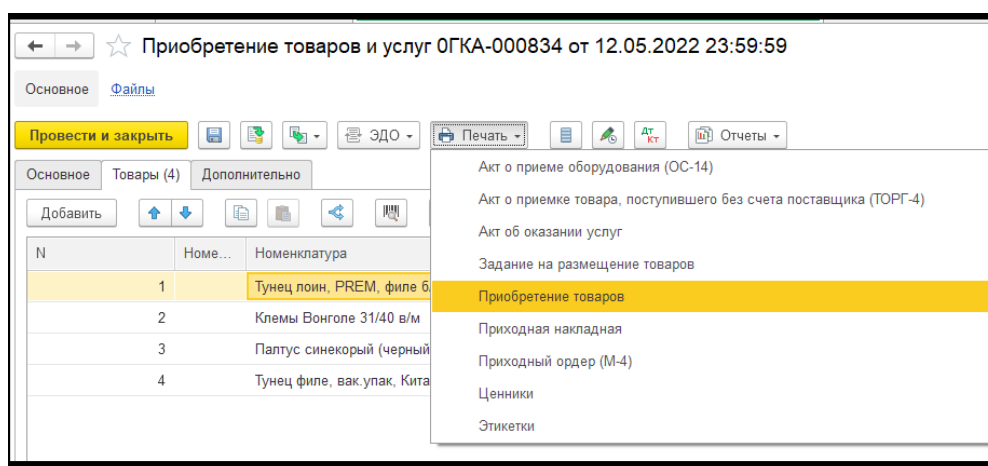 Приобретение товаров и услуг 0ГКА-000834 от 12.05.2022 23:59:59
Основное Файлы
Провести и закрыть ЭДО Печать Дт Кт Отчеты
Основное Товары (4) Дополнительно
Добавить
N Номе... Номенклатура
1 Тунец лоин, PREM, филе б
2 Клемы Вонголе 31/40 в/м
3 Палтус синекорый (черный
4 Тунец филе, вак.упак, Кита
Акт о приеме оборудования (ОС-14)
Акт о приемке товара, поступившего без счета поставщика (ТОРГ-4)
Акт об оказании услуг
Задание на размещение товаров
Приобретение товаров
Приходная накладная
Приходный ордер (М-4)
Ценники
Этикетки